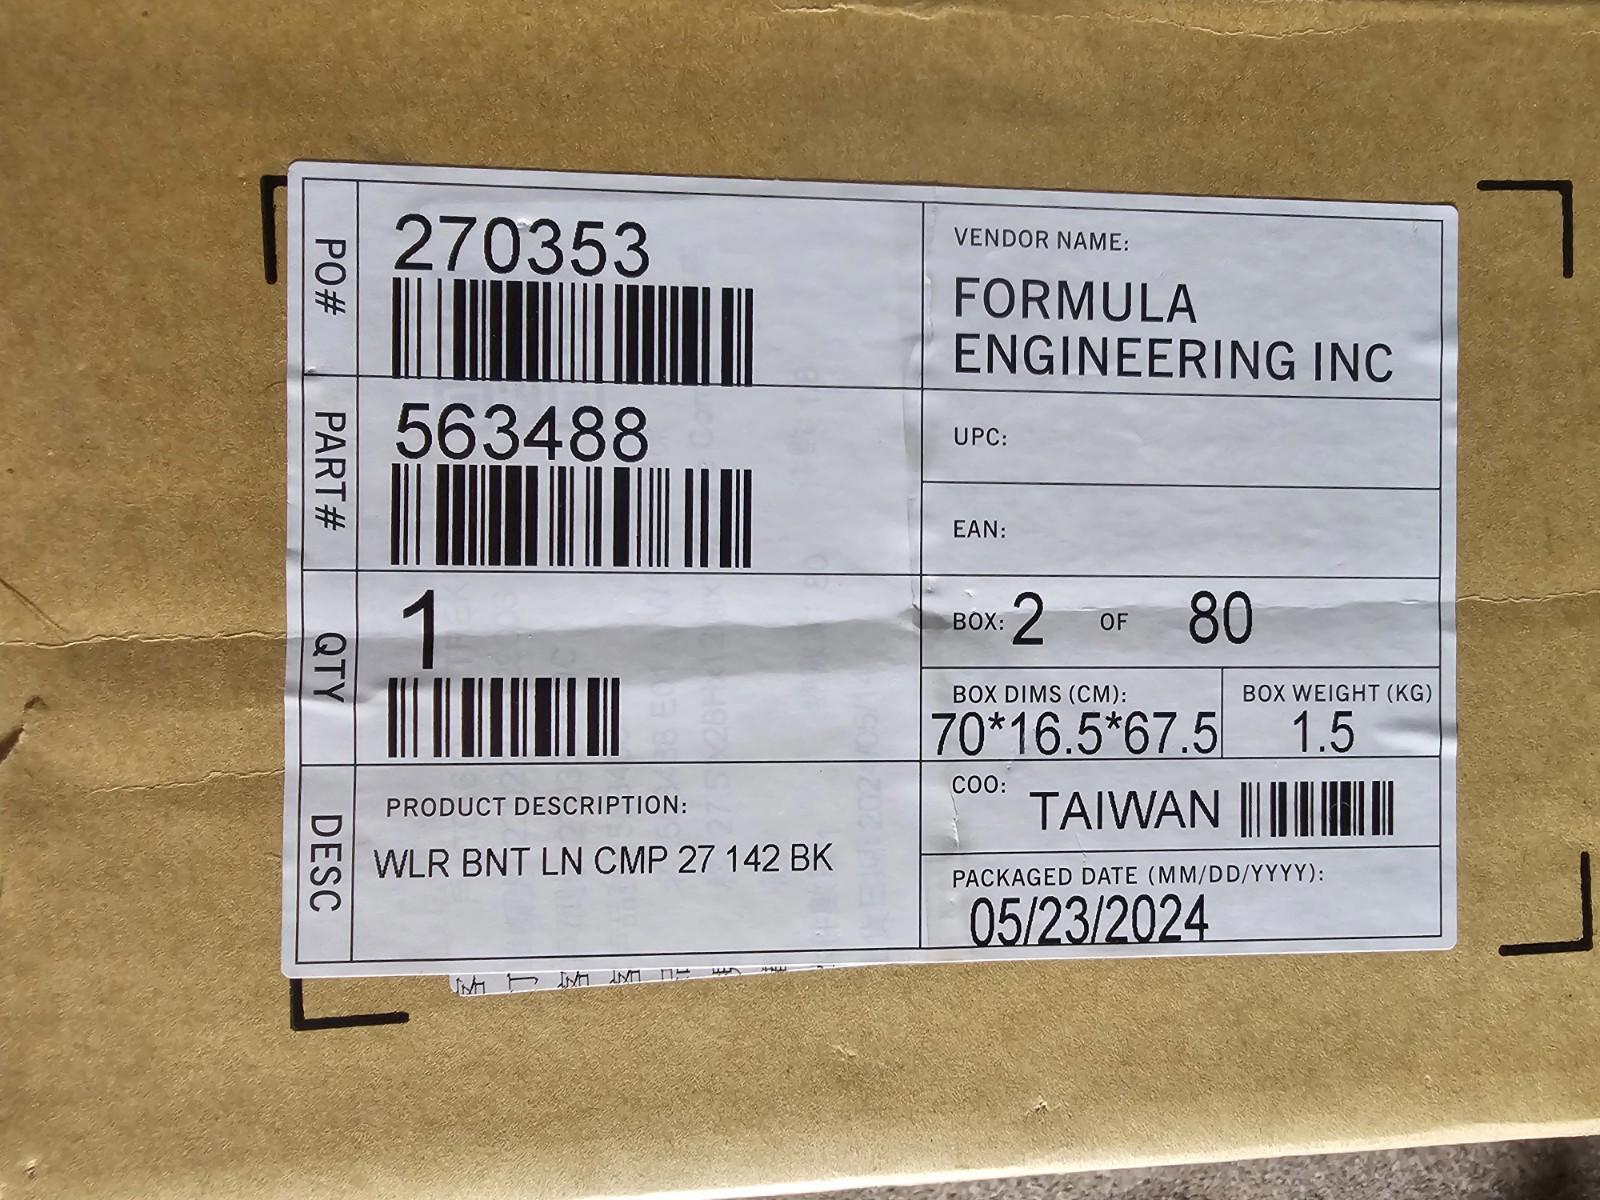 PO#
270353
PART#
563488
QTY
1
DESC
PRODUCT DESCRIPTION:
WLR BNT LN CMP 27 142 BK
VENDOR NAME:
FORMULA
ENGINEERING INC
UPC:
EAN:
BOX: 2 OF 80
BOX DIMS (CM):
70*16.5*67.5
BOX WEIGHT (KG)
1.5
COO:
TAIWAN
PACKAGED DATE (MM/DD/YYYY):
05/23/2024